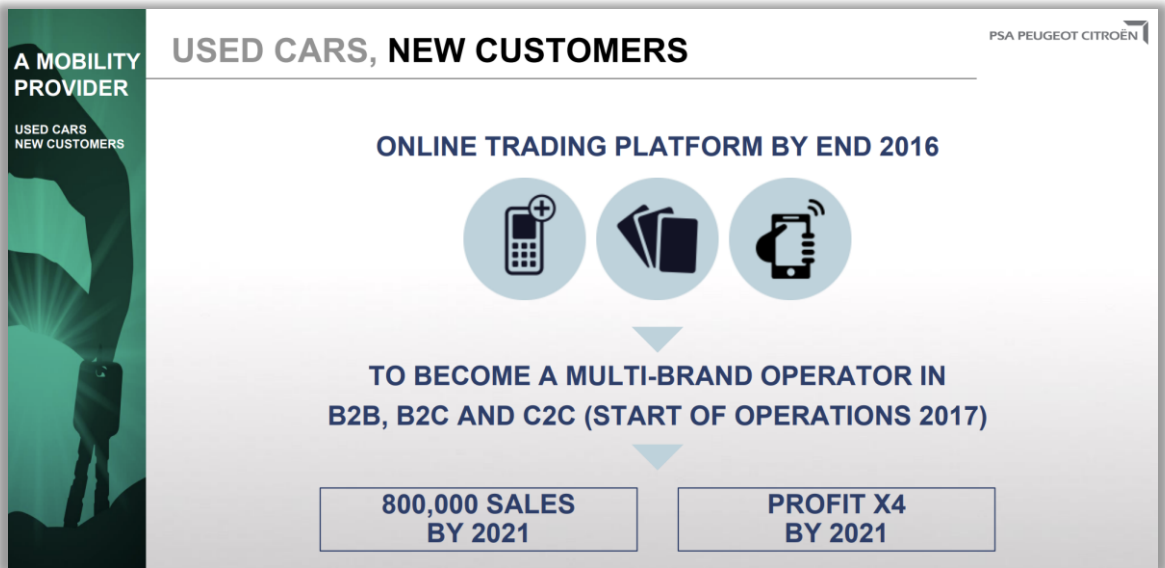 A MOBILITY
PROVIDER
USED CARS
NEW CUSTOMERS
USED CARS, NEW CUSTOMERS
PSA PEUGEOT CITROËN
ONLINE TRADING PLATFORM BY END 2016
TO BECOME A MULTI-BRAND OPERATOR IN
B2B, B2C AND C2C (START OF OPERATIONS 2017)
800,000 SALES
BY 2021
PROFIT X4
BY 2021